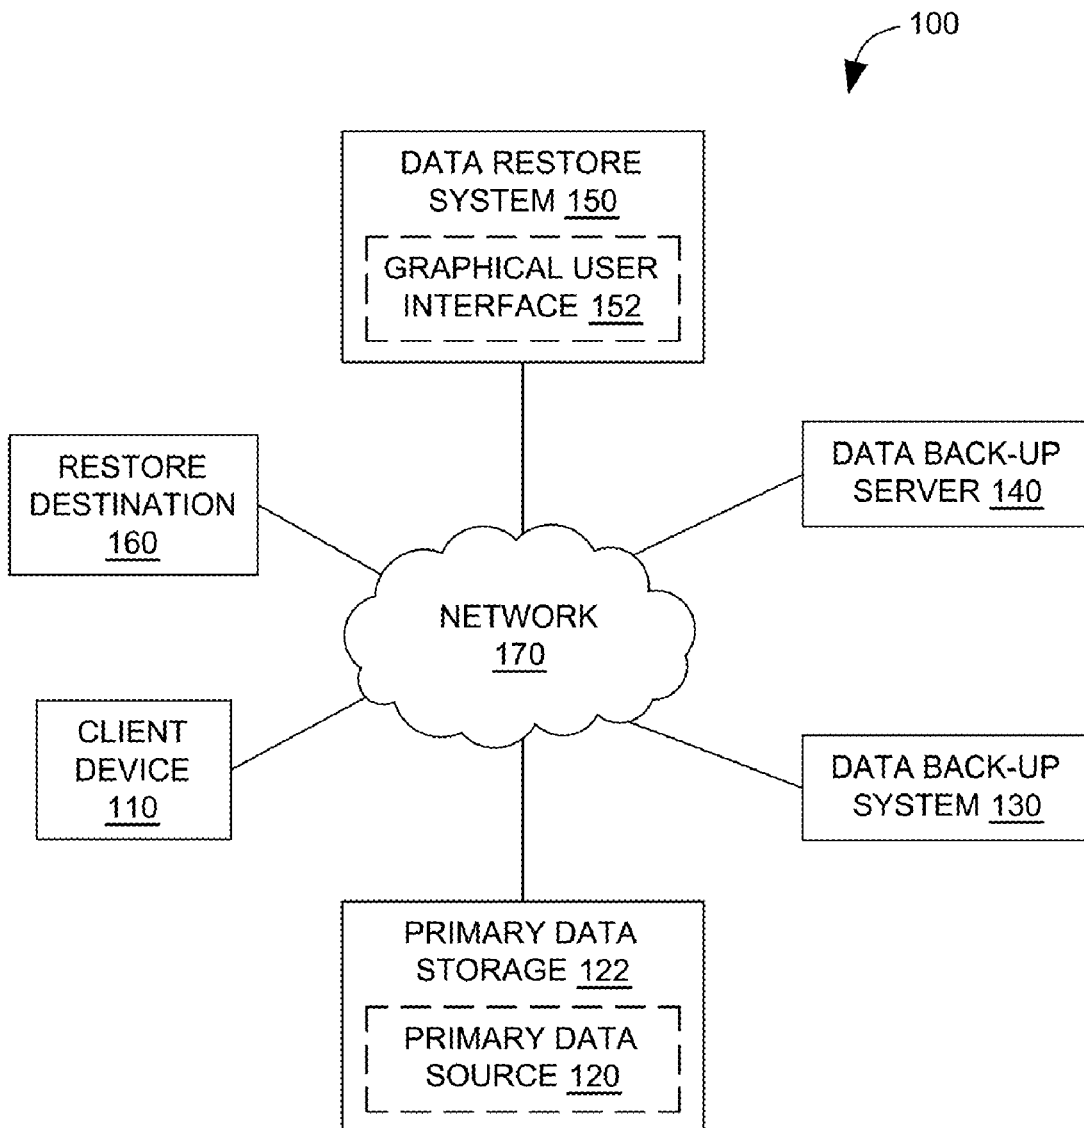 100
DATA RESTORE
SYSTEM 150
GRAPHICAL USER
INTERFACE 152
RESTORE
DESTINATION
160
DATA BACK-UP
SERVER 140
NETWORK
170
CLIENT
DEVICE
110
DATA BACK-UP
SYSTEM 130
PRIMARY DATA
STORAGE 122
PRIMARY DATA
SOURCE 120